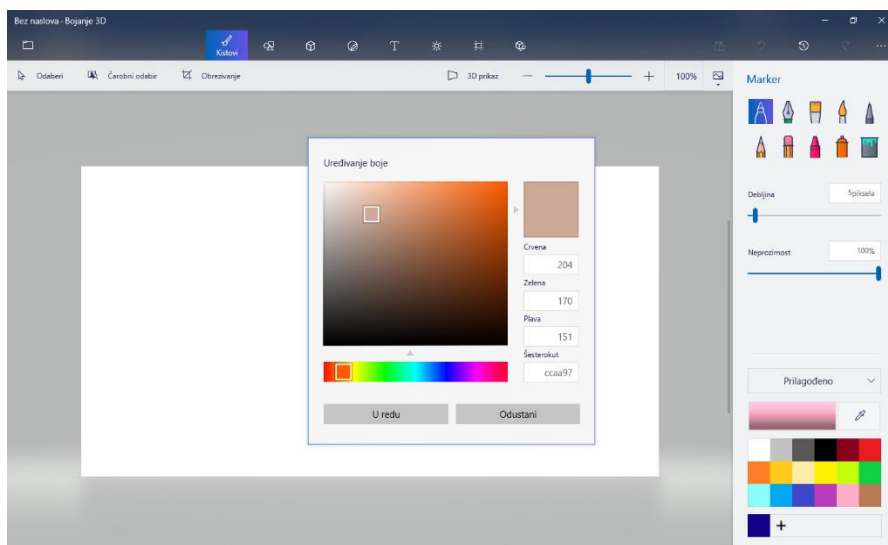 Bez naslova - Bojanje 3D
Kistovi
Odaberi Čarobni odabir Obrezivanje 3D prikaz 100%
Marker
Debljina 5piksela
Neprozirnost 100%
Prilagođeno
Uređivanje boje
Crvena
204
Zelena
170
Plava
151
Šesterokut
ccaa97
U redu Odustani